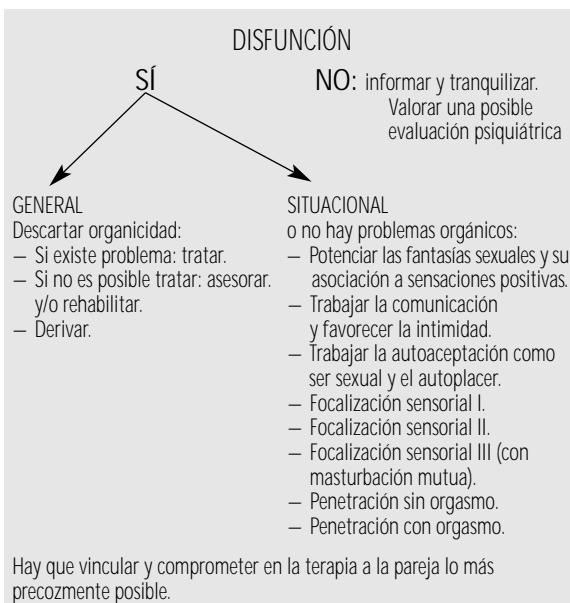 DISFUNCIÓN
SÍ
NO: informar y tranquilizar.
Valorar una posible
evaluación psiquiátrica
GENERAL
Descartar organicidad:
— Si existe problema: tratar.
— Si no es posible tratar: asesorar.
y/o rehabilitar.
— Derivar.
SITUACIONAL
o no hay problemas orgánicos:
— Potenciar las fantasías sexuales y su
asociación a sensaciones positivas.
— Trabajar la comunicación
y favorecer la intimidad.
— Trabajar la autoaceptación como
ser sexual y el autoplacer.
— Focalización sensorial I.
— Focalización sensorial II.
— Focalización sensorial III (con
masturbación mutua).
— Penetración sin orgasmo.
— Penetración con orgasmo.
Hay que vincular y comprometer en la terapia a la pareja lo más
precozmente posible.